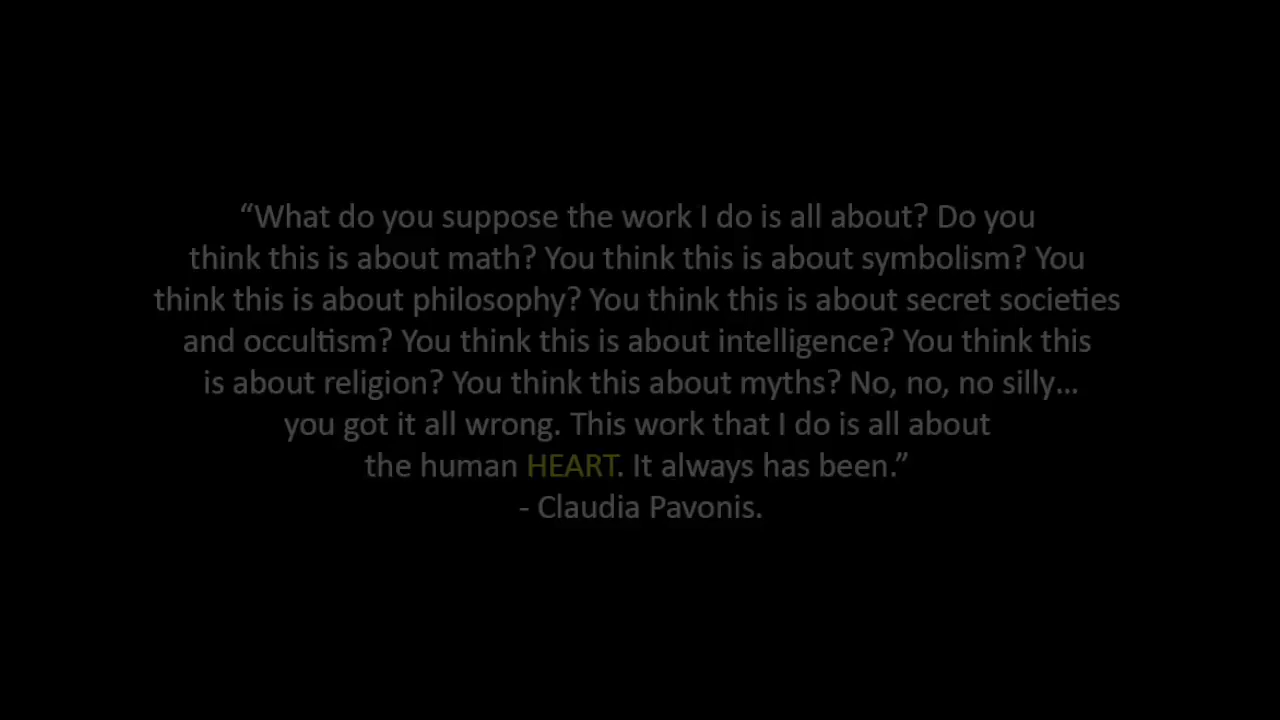 “What do you suppose the work I do is all about? Do you
think this is about math? You think this is about symbolism? You
think this is about philosophy? You think this is about secret societies
and occultism? You think this is about intelligence? You think this
is about religion? You think this about myths? No, no, no silly…
you got it all wrong. This work that I do is all about
the human HEART. It always has been.”
- Claudia Pavonis.